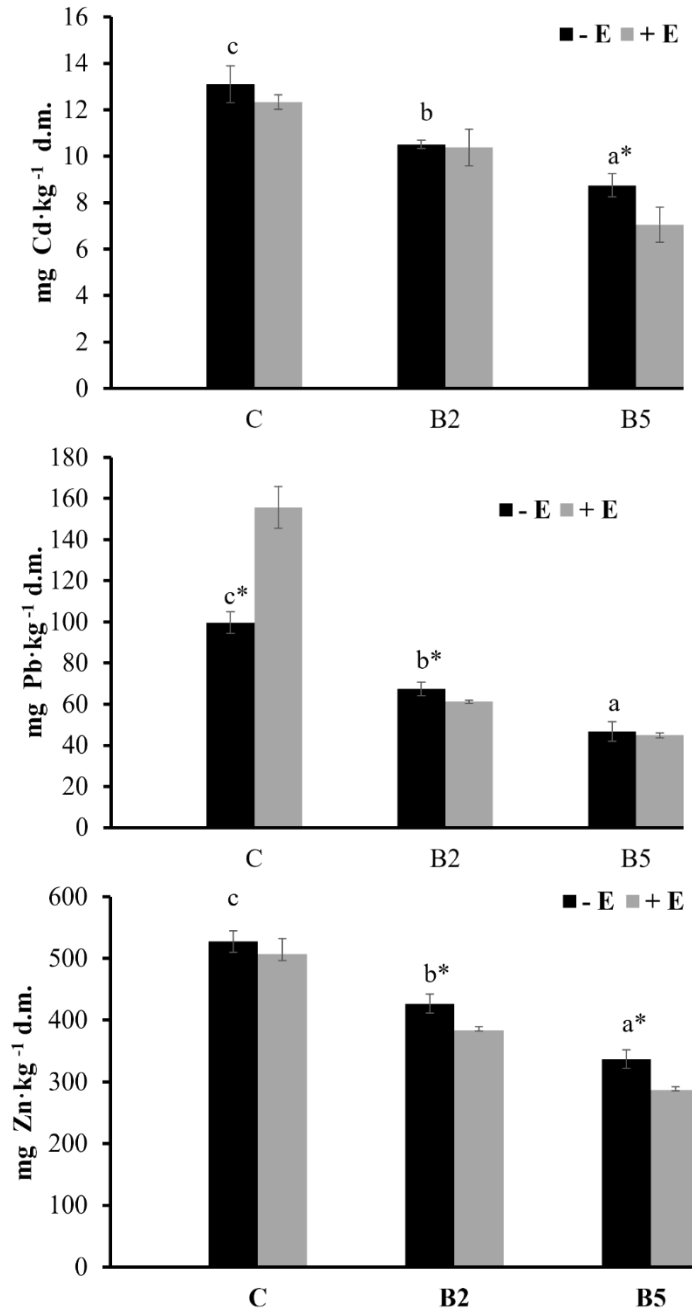 mg Cd·kg⁻¹ d.m.
16
14
12
10
8
6
4
2
0
- E + E
c
b
a*
C B2 B5
mg Pb·kg⁻¹ d.m.
180
160
140
120
100
80
60
40
20
0
- E + E
c*
b*
a
C B2 B5
mg Zn·kg⁻¹ d.m.
600
500
400
300
200
100
0
- E + E
c
b*
a*
C B2 B5